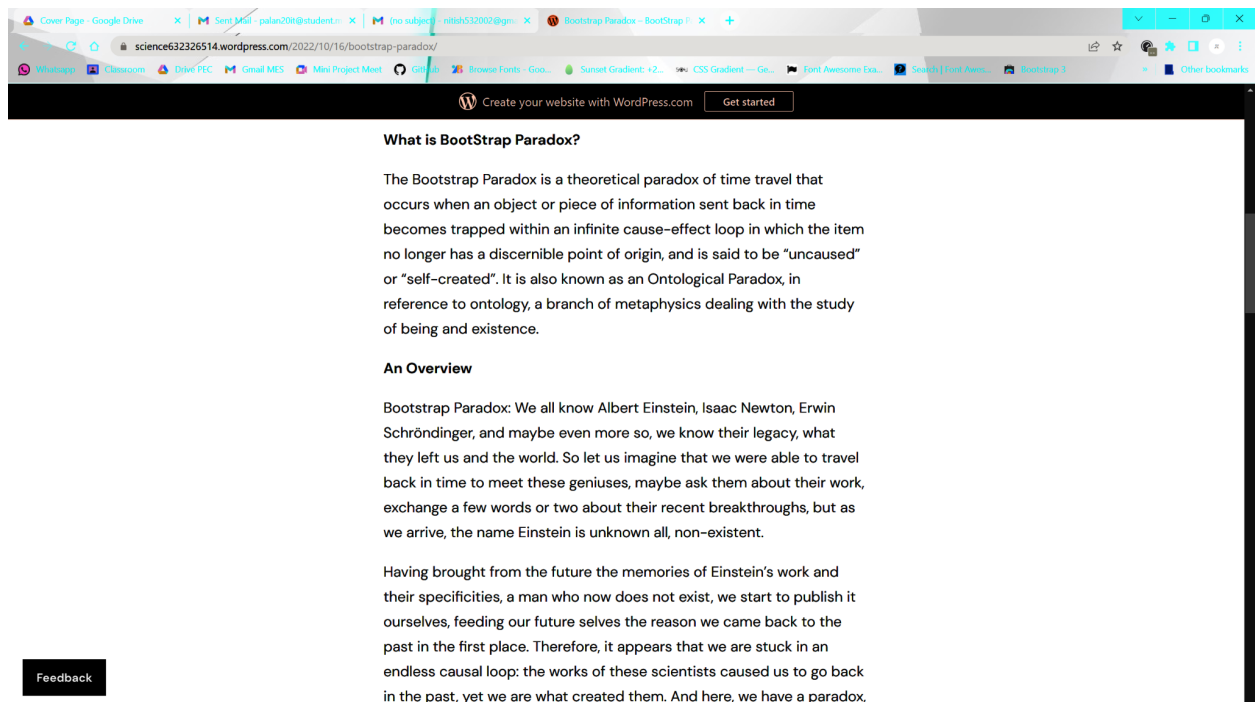 Cover Page - Google Drive
Sent Mail - palan20it@student.m
(no subject) - nitish532002@gma
Bootstrap Paradox – BootStrap P
science632326514.wordpress.com/2022/10/16/bootstrap-paradox/
Whatsapp Classroom Drive PEC Gmail MES Mini Project Meet GitHub Browse Fonts - Goo... Sunset Gradient: +2... CSS Gradient — Ge... Font Awesome Exa... Search | Font Awes... Bootstrap 3 » Other bookmarks
Create your website with WordPress.com Get started
What is BootStrap Paradox?
The Bootstrap Paradox is a theoretical paradox of time travel that
occurs when an object or piece of information sent back in time
becomes trapped within an infinite cause-effect loop in which the item
no longer has a discernible point of origin, and is said to be “uncaused”
or “self-created”. It is also known as an Ontological Paradox, in
reference to ontology, a branch of metaphysics dealing with the study
of being and existence.
An Overview
Bootstrap Paradox: We all know Albert Einstein, Isaac Newton, Erwin
Schröndinger, and maybe even more so, we know their legacy, what
they left us and the world. So let us imagine that we were able to travel
back in time to meet these geniuses, maybe ask them about their work,
exchange a few words or two about their recent breakthroughs, but as
we arrive, the name Einstein is unknown all, non-existent.
Having brought from the future the memories of Einstein’s work and
their specificities, a man who now does not exist, we start to publish it
ourselves, feeding our future selves the reason we came back to the
past in the first place. Therefore, it appears that we are stuck in an
endless causal loop: the works of these scientists caused us to go back
in the past, yet we are what created them. And here, we have a paradox,
Feedback